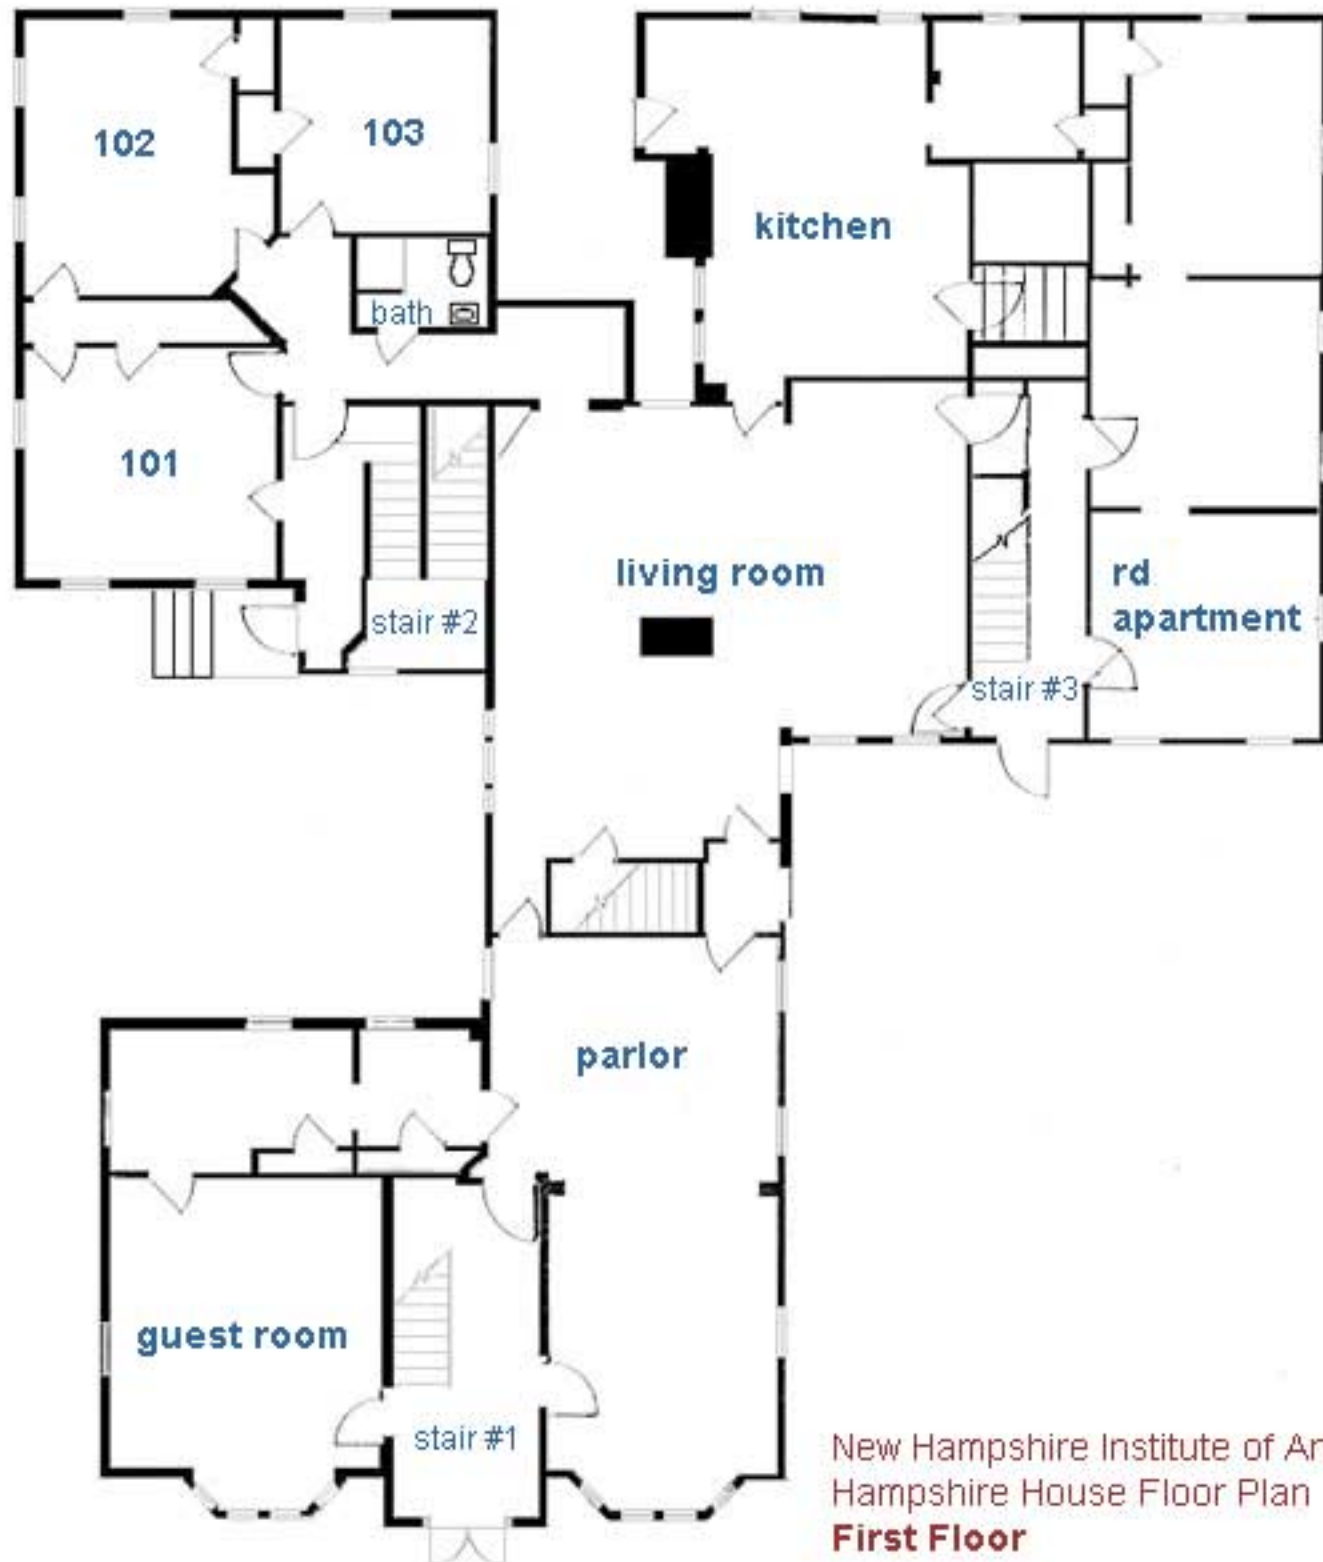 102
103
kitchen
bath
101
living room
rd
apartment
stair #2
stair #3
parlor
guest room
stair #1
New Hampshire Institute of Ar
Hampshire House Floor Plan
First Floor